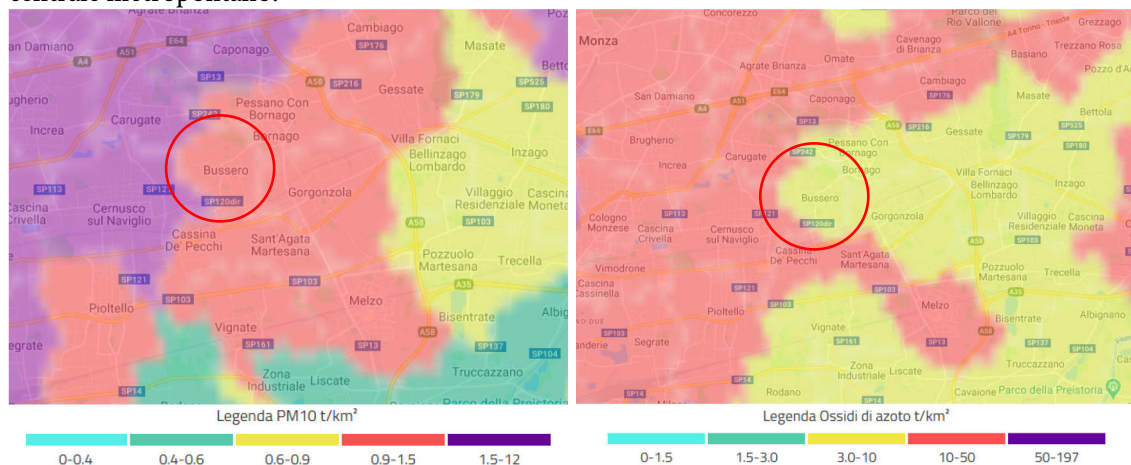 Agrate Brianza
Cambiago
San Damiano
A51
E64
Caponago
SP176
Masate
SP13
A58
SP216
Gessate
SP179
SP525
SP180
Pessano Con
Bornago
SP242
Bornago
Carugate
Increa
Villa Fornaci
Bellinzago
Lombardo
Inzago
Bussero
SP113
SP121
SP120dir
Gorgonzola
Cascina
Crivella
Cernusco
sul Naviglio
Villaggio
Residenziale
Cascina
Moneta
SP103
A58
Cassina
De' Pecchi
Sant'Agata
Martesana
Pozzuolo
Martesana
Trecella
SP121
SP103
A35
Pioltello
Melzo
Bisentrate
Vignate
SP161
SP13
A58
SP137
SP104
Zona
Industriale
Liscate
Truccazzano
SP14
Parco della Preistoria
Concorezzo
Parco del
Rio Vallone
Grezzago
A4 Torino - Trieste
Monza
Cavenago
di Brianza
Trezzano Rosa
Basiano
Omate
Agrate Brianza
Cambiago
SP176
Pozzo d'A
San Damiano
A51
E64
Caponago
Masate
A4
SP13
Bettola
SP525
E64
Brugherio
SP216
Gessate
SP179
SP180
SP242
Pessano Con
Bornago
Carugate
Increa
Bornago
Villa Fornaci
Bellinzago
Lombardo
Inzago
Bussero
SP121
SP113
SP120dir
Gorgonzola
Cologno
Monzese
Cascina
Crivella
Cernusco
sul Naviglio
Villaggio
Residenziale
Cascina
Moneta
SP103
A58
Cassina
De' Pecchi
Sant'Agata
Martesana
Vimodrone
Pozzuolo
Martesana
Trecella
Cascina
Cassinella
SP121
SP103
A35
Pioltello
Melzo
Bisentrate
Albignano
SP103
Vignate
A58
Segrate
SP161
SP13
SP137
Zona
Industriale
Liscate
Truccazzano
Rodano
SP14
Cavaione
Parco della Preistoria
Legenda PM10 t/km²
0-0.4
0.4-0.6
0.6-0.9
0.9-1.5
1.5-12
Legenda Ossidi di azoto t/km²
0-1.5
1.5-3.0
3.0-10
10-50
50-197